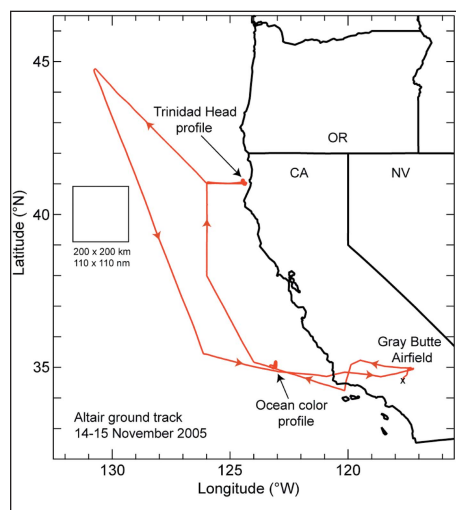 45
Trinidad Head
profile
OR
CA
NV
40
200 x 200 km
110 x 110 nm
Latitude (°N)
Gray Butte
Airfield
35
x
Ocean color
profile
Altair ground track
14-15 November 2005
130
125
120
Longitude (°W)